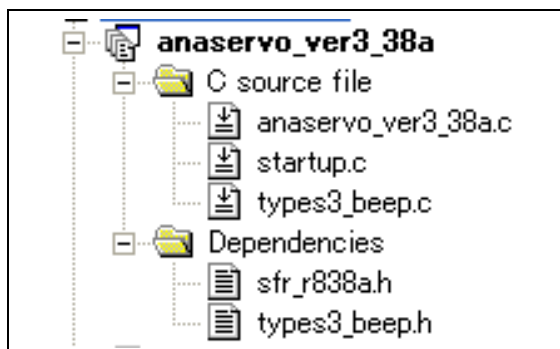 anaservo_ver3_38a
C source file
anaservo_ver3_38a.c
startup.c
types3_beep.c
Dependencies
sfr_r838a.h
types3_beep.h